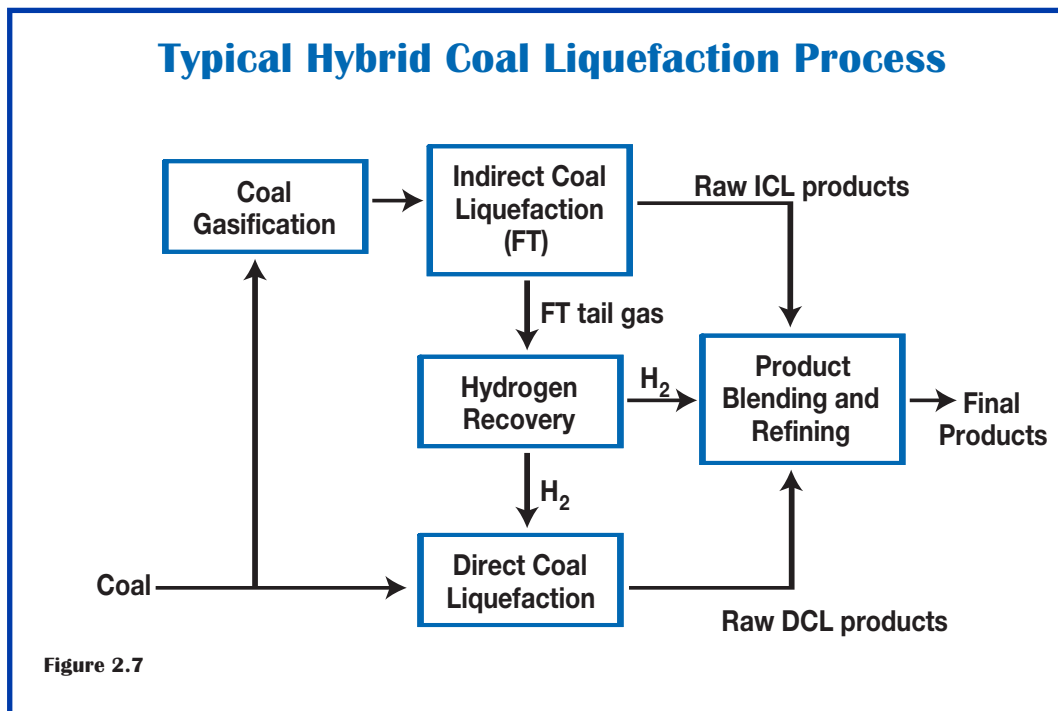 Typical Hybrid Coal Liquefaction Process
Coal
Gasification
Indirect Coal
Liquefaction
(FT)
Raw ICL products
FT tail gas
Hydrogen
Recovery
H₂
Product
Blending and
Refining
Final
Products
H₂
Coal
Direct Coal
Liquefaction
Raw DCL products
Figure 2.7